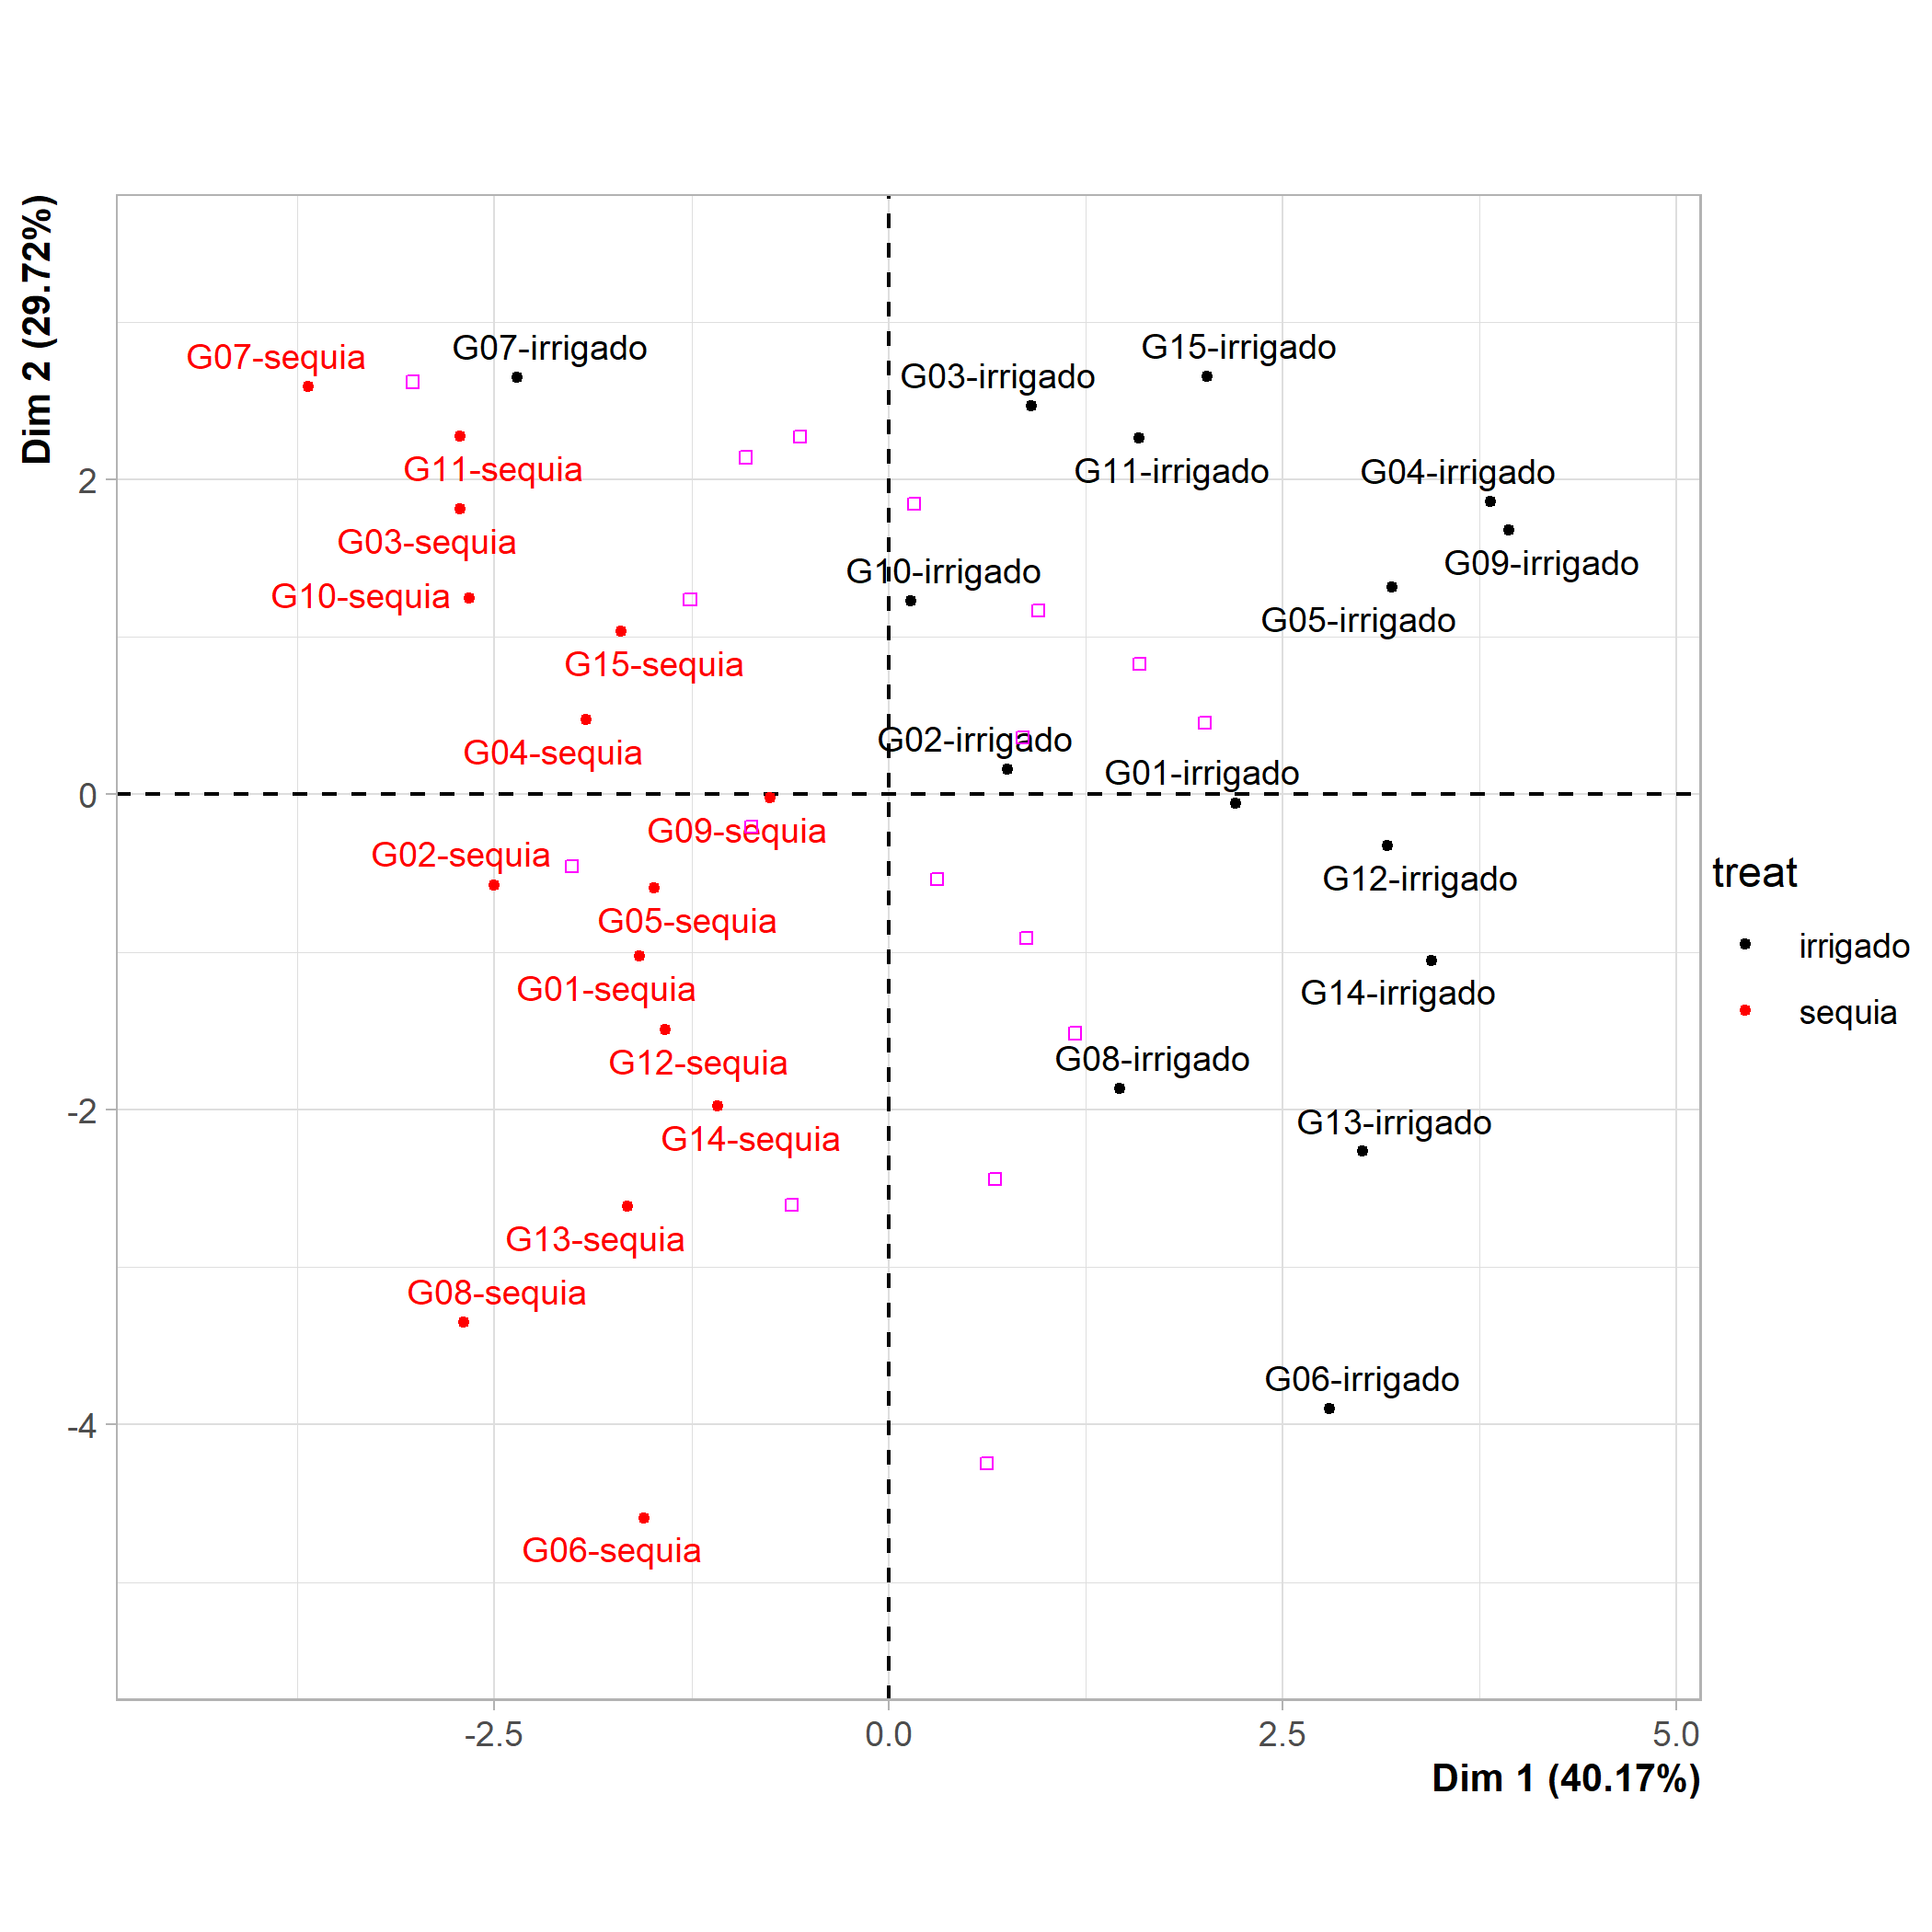 Dim 2 (29.72%)
G07-sequia
G07-irrigado
G15-irrigado
G03-irrigado
G11-sequia
G11-irrigado
G04-irrigado
2
G03-sequia
G09-irrigado
G10-irrigado
G10-sequia
G05-irrigado
G15-sequia
G04-sequia
G02-irrigado
G01-irrigado
0
G09-sequia
G02-sequia
treat
G12-irrigado
G05-sequia
irrigado
G01-sequia
G14-irrigado
sequia
G12-sequia
G08-irrigado
-2
G13-irrigado
G14-sequia
G13-sequia
G08-sequia
G06-irrigado
-4
G06-sequia
-2.5
0.0
2.5
5.0
Dim 1 (40.17%)